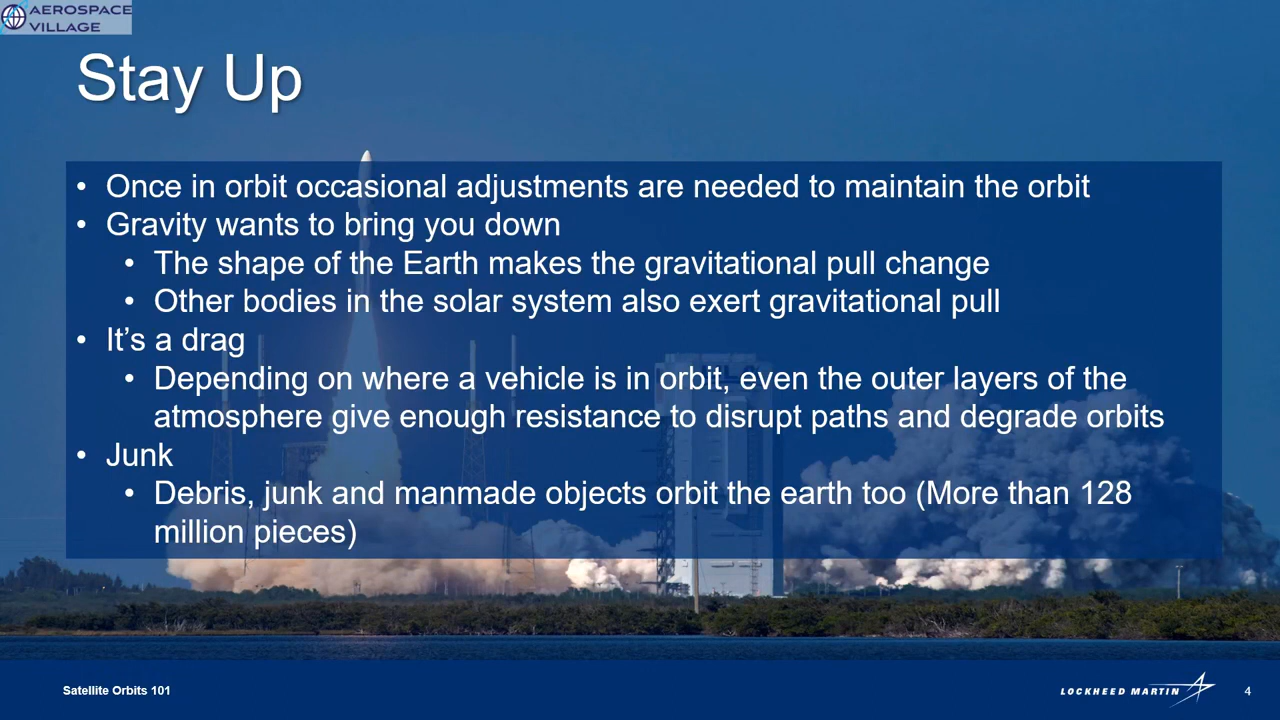 AEROSPACE
VILLAGE
Stay Up
• Once in orbit occasional adjustments are needed to maintain the orbit
• Gravity wants to bring you down
• The shape of the Earth makes the gravitational pull change
• Other bodies in the solar system also exert gravitational pull
• It’s a drag
• Depending on where a vehicle is in orbit, even the outer layers of the
atmosphere give enough resistance to disrupt paths and degrade orbits
• Junk
• Debris, junk and manmade objects orbit the earth too (More than 128
million pieces)
Satellite Orbits 101
LOCKHEED MARTIN
4